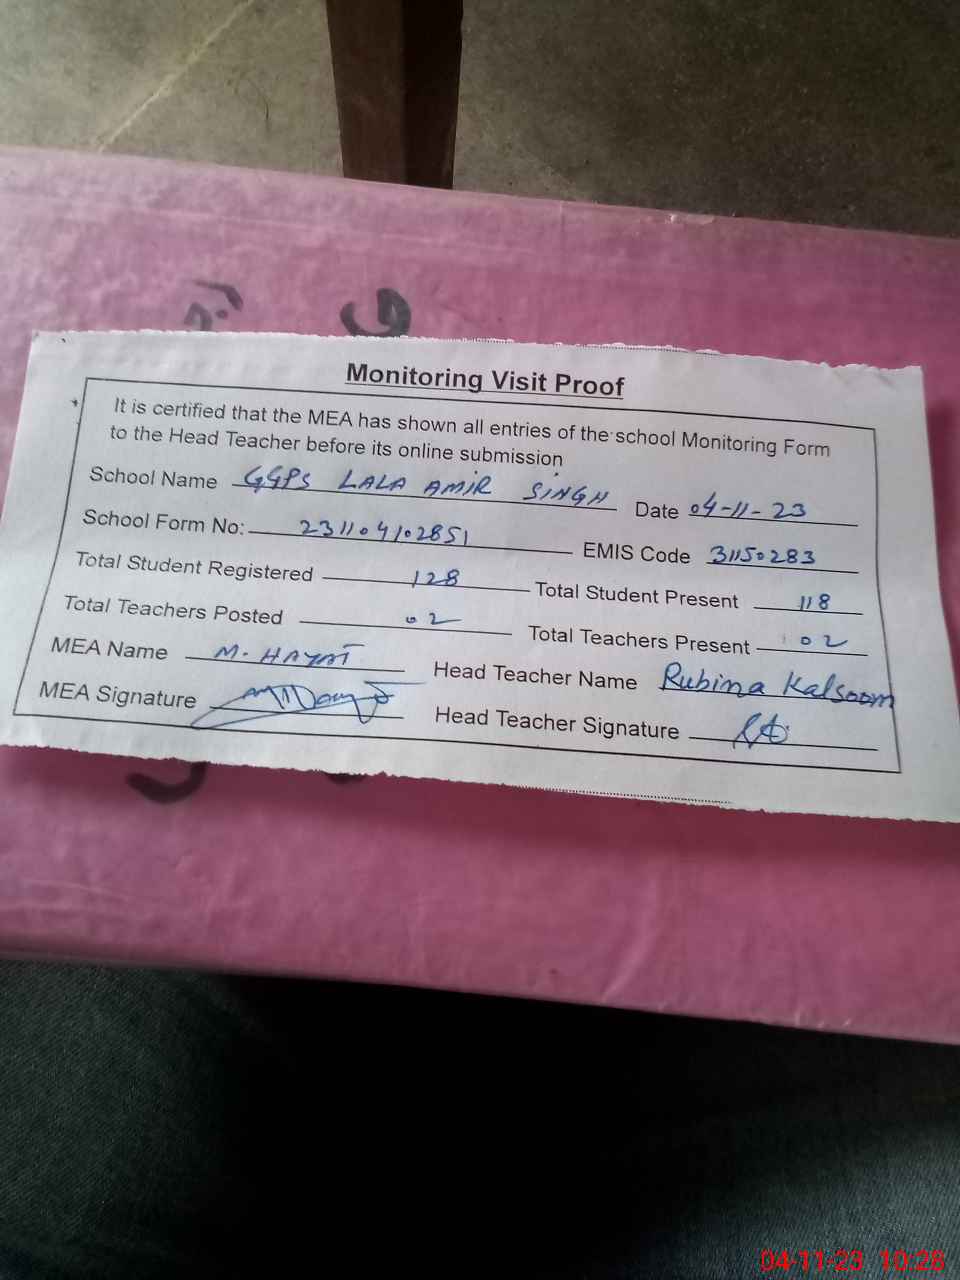 Monitoring Visit Proof
It is certified that the MEA has shown all entries of the school Monitoring Form
to the Head Teacher before its online submission
School Name GGPS LALA AMIR SINGH Date 04-11-23
School Form No: 231104102851 EMIS Code 31150283
Total Student Registered 128 Total Student Present 118
Total Teachers Posted 02 Total Teachers Present 02
MEA Name M. HAYAT Head Teacher Name Rubina Kalsoom
MEA Signature Head Teacher Signature
04-11-23 10:28